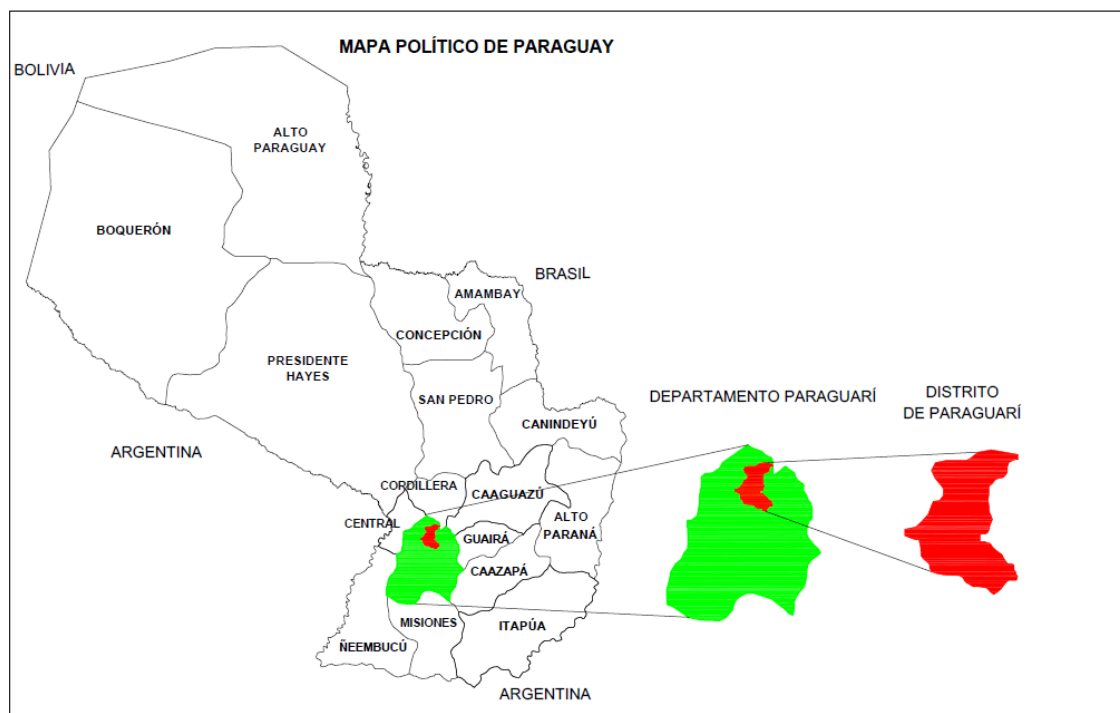 MAPA POLÍTICO DE PARAGUAY
BOLIVIA
ALTO
PARAGUAY
BOQUERÓN
BRASIL
AMAMBAY
CONCEPCIÓN
PRESIDENTE
HAYES
SAN PEDRO
CANINDEYÚ
DEPARTAMENTO PARAGUARÍ
DISTRITO
DE PARAGUARÍ
ARGENTINA
CORDILLERA
CAAGUAZÚ
CENTRAL
ALTO
PARANÁ
GUAIRÁ
CAAZAPÁ
MISIONES
ITAPÚA
ÑEEMBUCÚ
ARGENTINA